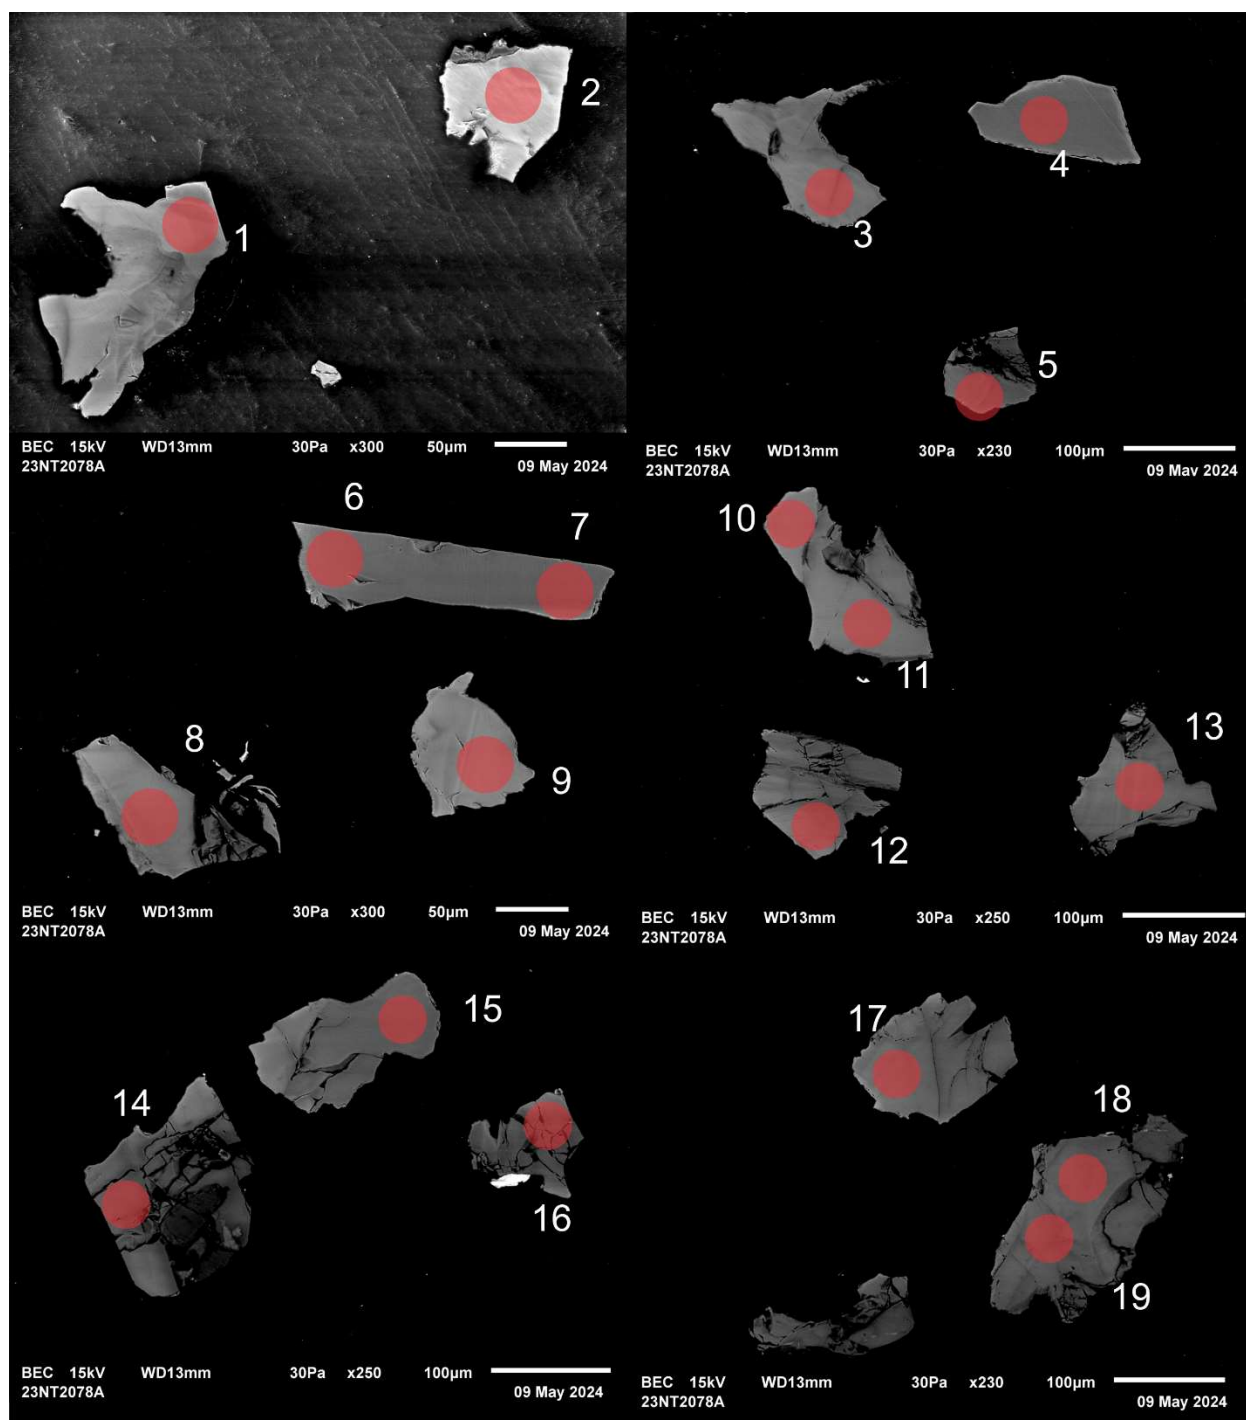 2
1
BEC 15kV WD13mm 30Pa x300 50µm
23NT2078A 09 May 2024
4
3
5
BEC 15kV WD13mm 30Pa x230 100µm
23NT2078A 09 May 2024
6
7
8
9
BEC 15kV WD13mm 30Pa x300 50µm
23NT2078A 09 May 2024
10
11
13
12
BEC 15kV WD13mm 30Pa x250 100µm
23NT2078A 09 May 2024
15
14
16
BEC 15kV WD13mm 30Pa x250 100µm
23NT2078A 09 May 2024
17
18
19
BEC 15kV WD13mm 30Pa x230 100µm
23NT2078A 09 May 2024